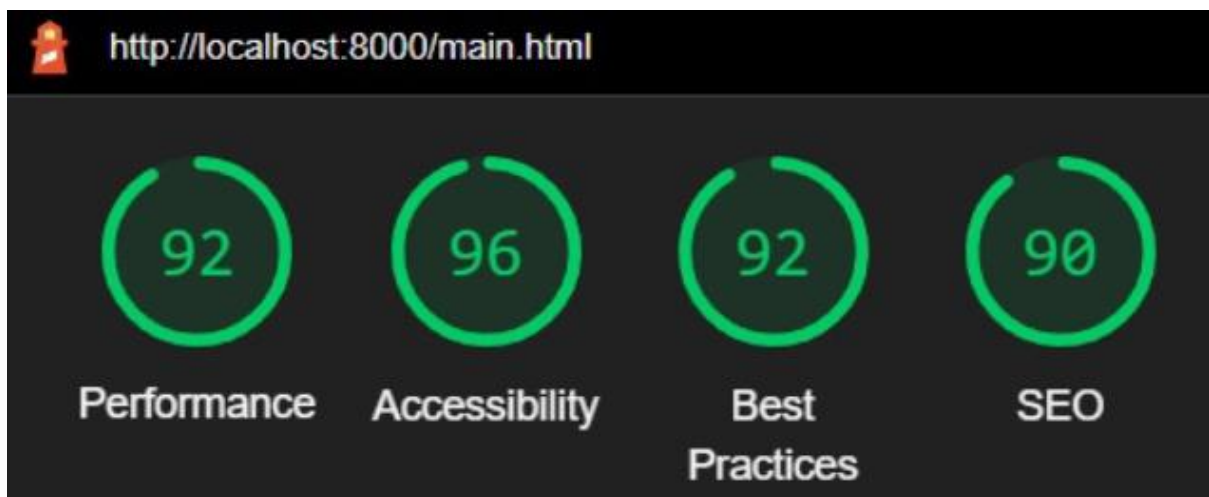 http://localhost:8000/main.html
92 96 92 90
Performance Accessibility Best SEO
Practices